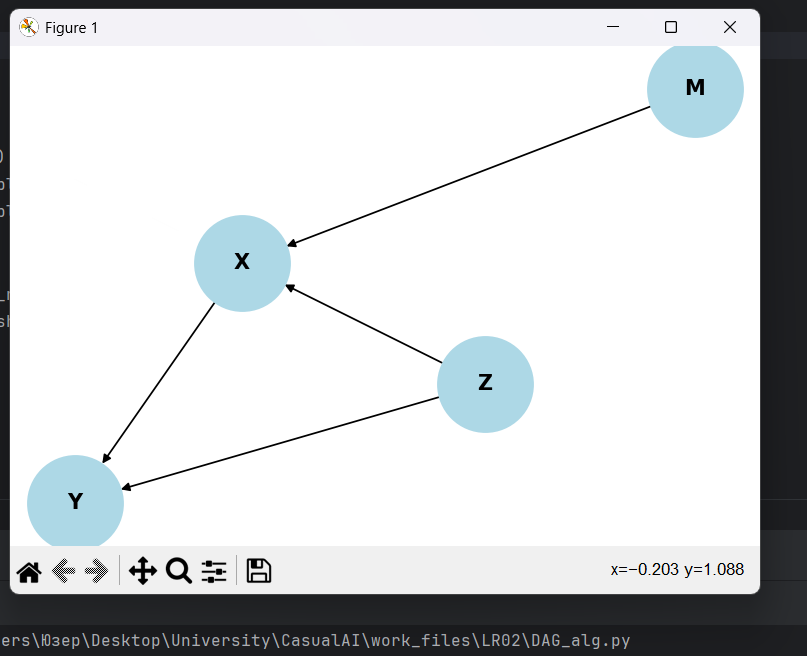 Figure 1
M
X
Z
Y
x=−0.203 y=1.088
ers\Юзер\Desktop\University\CasualAI\work_files\LR02\DAG_alg.py